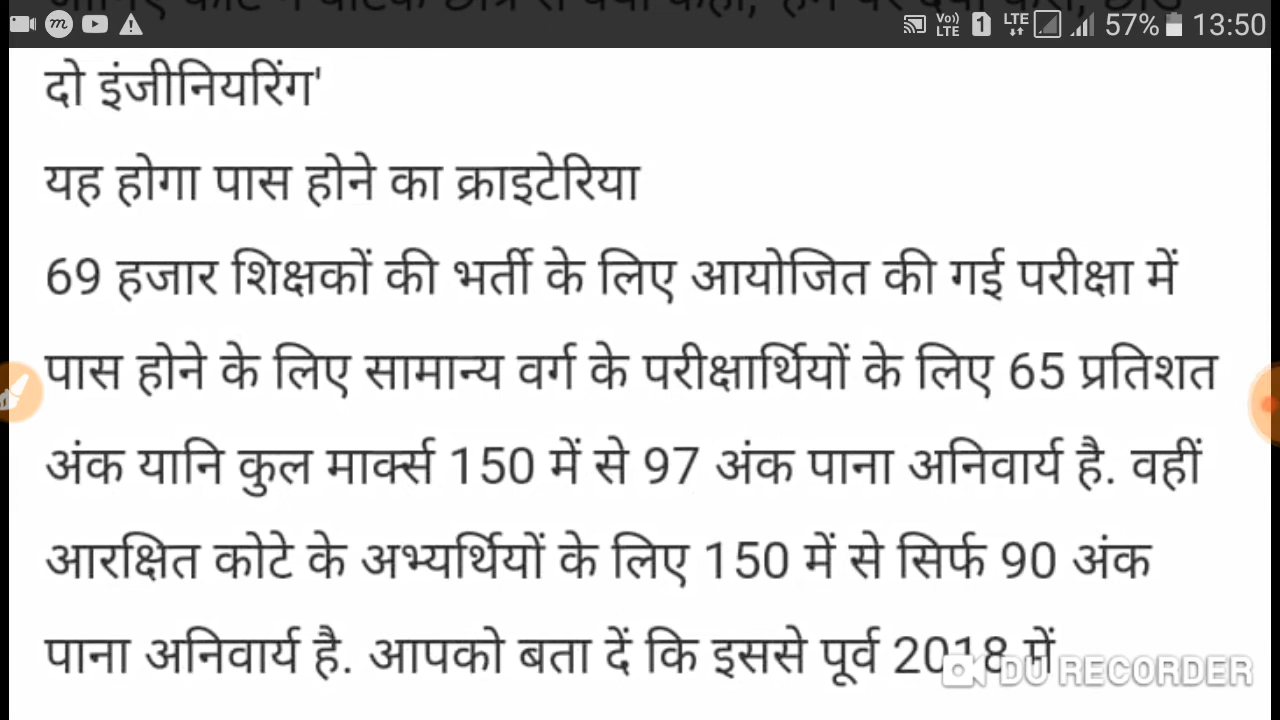 57% 13:50
दो इंजीनियरिंग'
यह होगा पास होने का क्राइटेरिया
69 हजार शिक्षकों की भर्ती के लिए आयोजित की गई परीक्षा में
पास होने के लिए सामान्य वर्ग के परीक्षार्थियों के लिए 65 प्रतिशत
अंक यानि कुल मार्क्स 150 में से 97 अंक पाना अनिवार्य है. वहीं
आरक्षित कोटे के अभ्यर्थियों के लिए 150 में से सिर्फ 90 अंक
पाना अनिवार्य है. आपको बता दें कि इससे पूर्व 2018 में
DU RECORDER